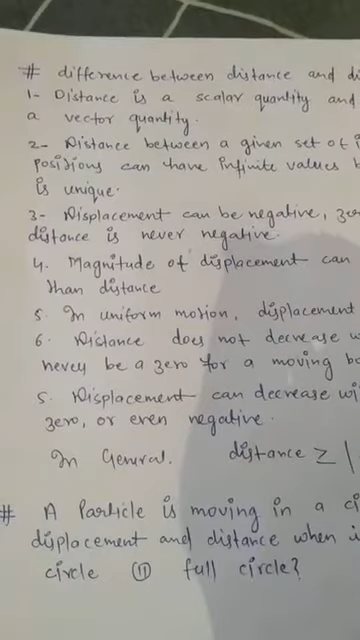 # difference between distance and
1- Distance is a scalar quantity and
a vector quantity.
2- Distance between a given set of
positions can have infinite values
is unique.
3- Displacement can be negative,
distance is never negative.
4. Magnitude of displacement can
than distance
5. In uniform motion, displacement
6. Distance does not decrease
never be a zero for a moving
5. Displacement can decrease
zero, or even negative.
In General. distance ≥ |
# A Particle is moving in a
displacement and distance when
circle (ii) full circle?